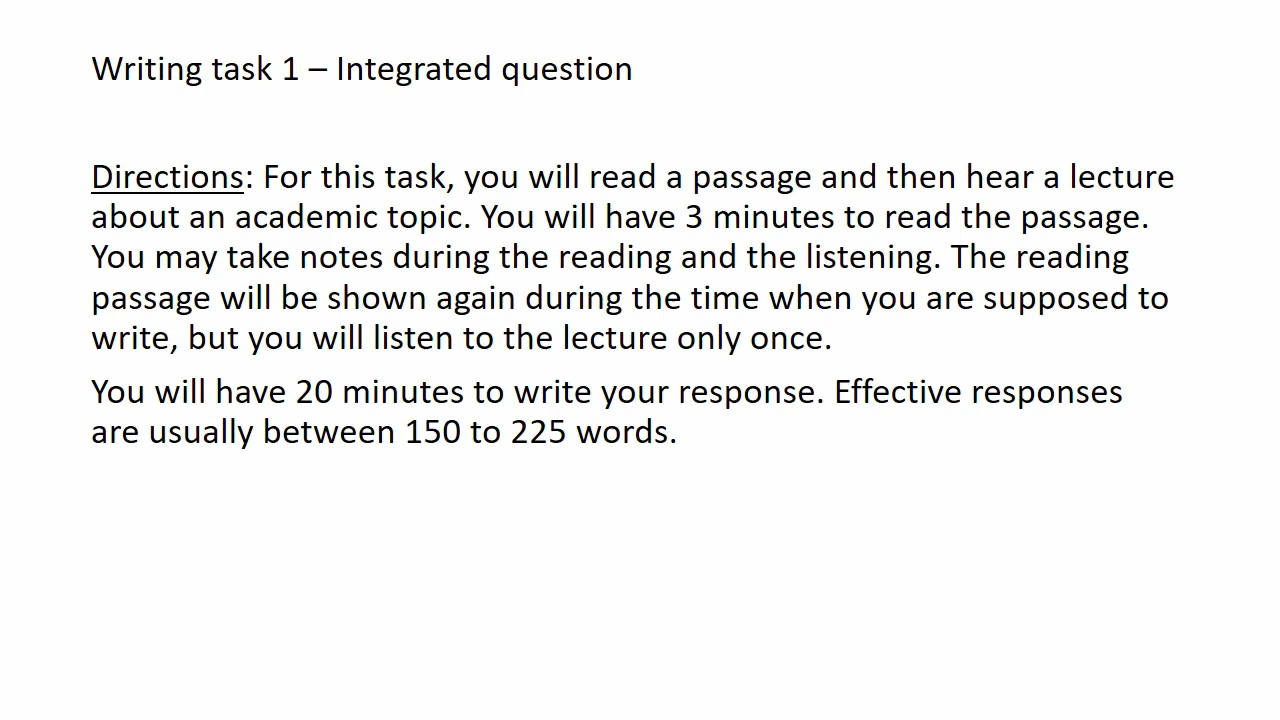 Writing task 1 – Integrated question
Directions: For this task, you will read a passage and then hear a lecture
about an academic topic. You will have 3 minutes to read the passage.
You may take notes during the reading and the listening. The reading
passage will be shown again during the time when you are supposed to
write, but you will listen to the lecture only once.
You will have 20 minutes to write your response. Effective responses
are usually between 150 to 225 words.